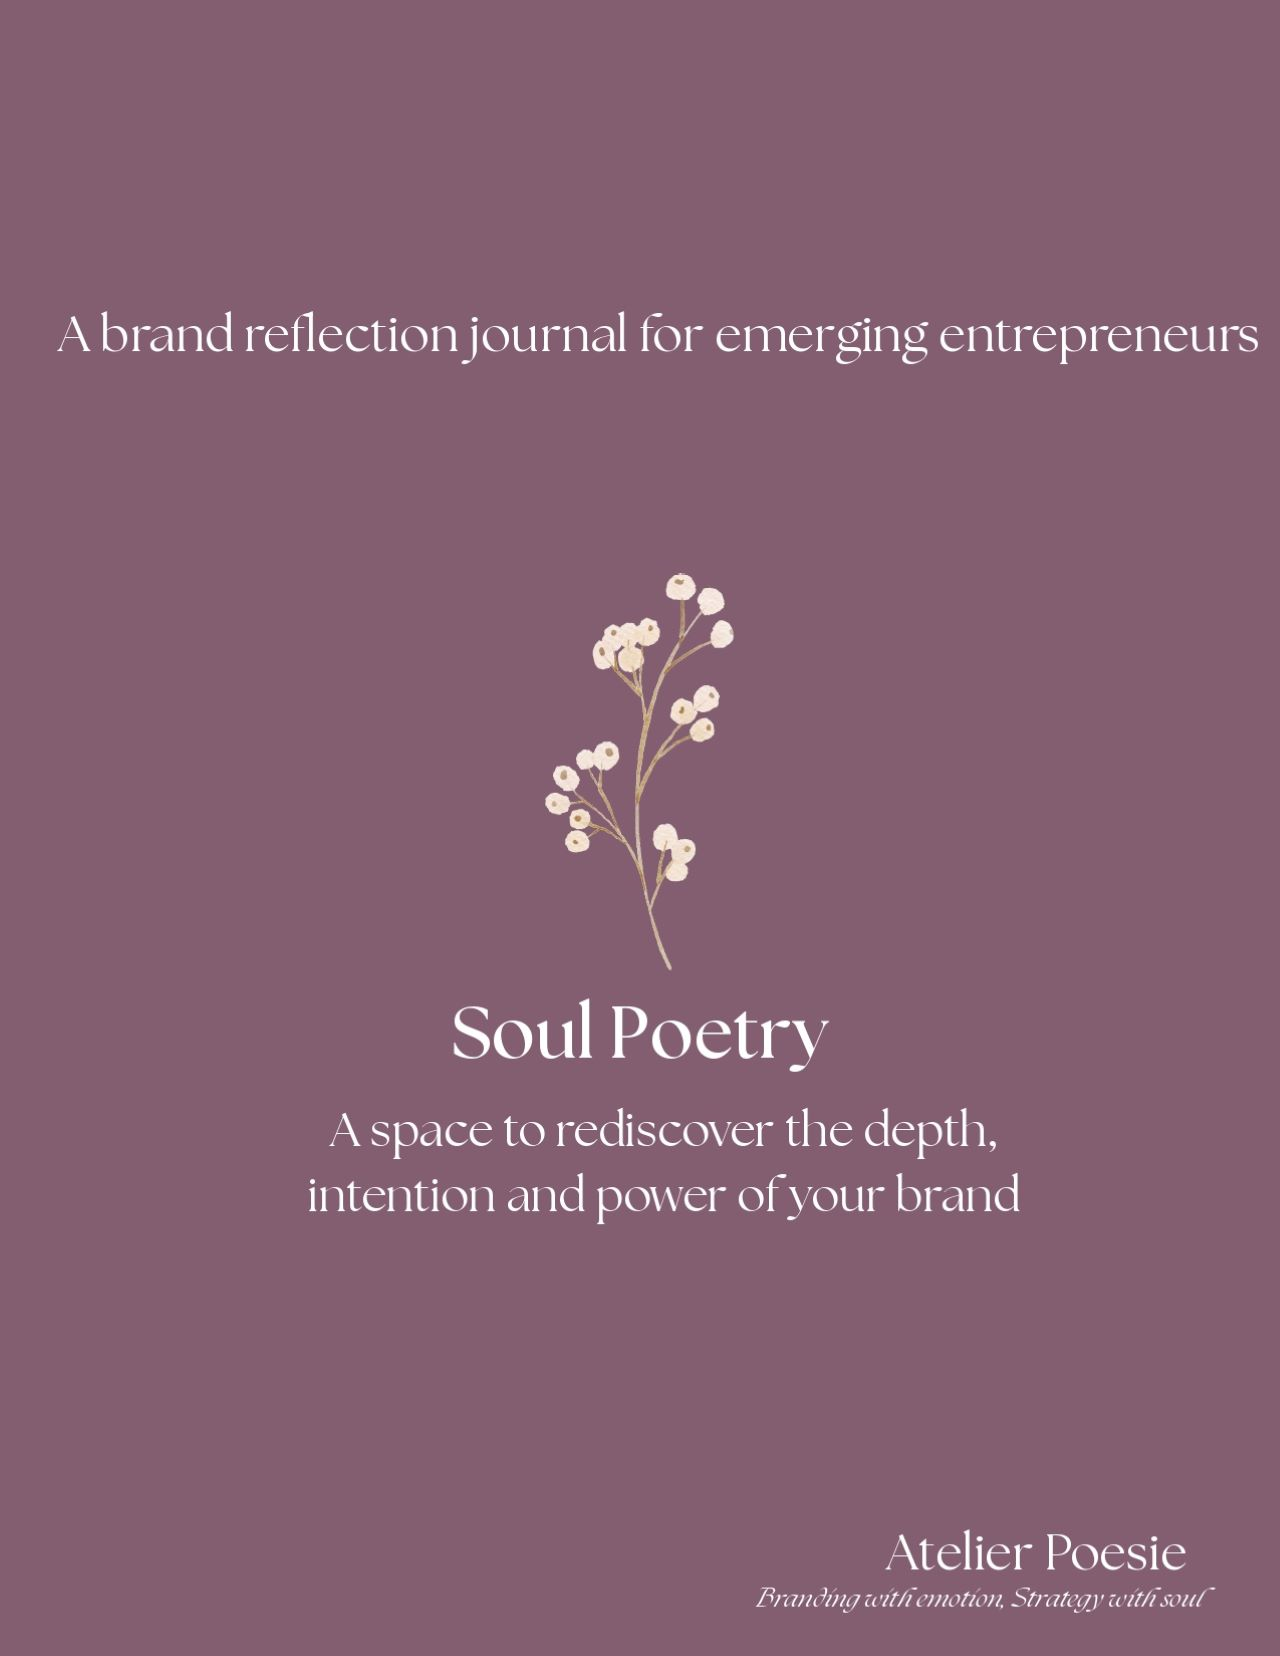 A brand reflection journal for emerging entrepreneurs
Soul Poetry
A space to rediscover the depth,
intention and power of your brand
Atelier Poesie
Branding with emotion, Strategy with soul